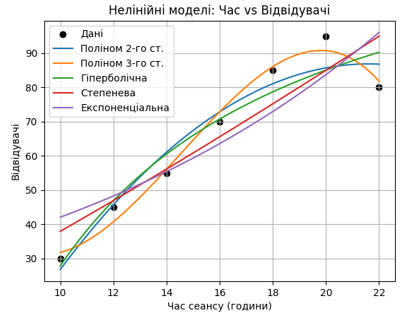 Нелінійні моделі: Час vs Відвідувачі
Дані
Поліном 2-го ст.
Поліном 3-го ст.
Гіперболічна
Степенева
Експоненціальна
Відвідувачі
90
80
70
60
50
40
30
10 12 14 16 18 20 22
Час сеансу (години)